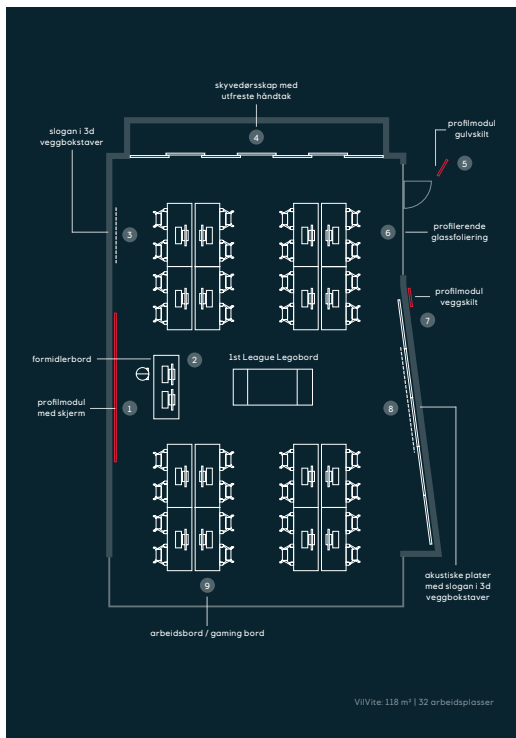 skyvedørsskap med
utfreste håndtak
4
slogan i 3d
veggbokstaver
profilmodul
gulvskilt
5
3
6
profilerende
glassfoliering
profilmodul
veggskilt
7
formidlerbord
2
1st League Legobord
profilmodul
med skjerm
1
8
akustiske plater
med slogan i 3d
veggbokstaver
9
arbeidsbord / gaming bord
VilVite: 118 m² | 32 arbeidsplasser